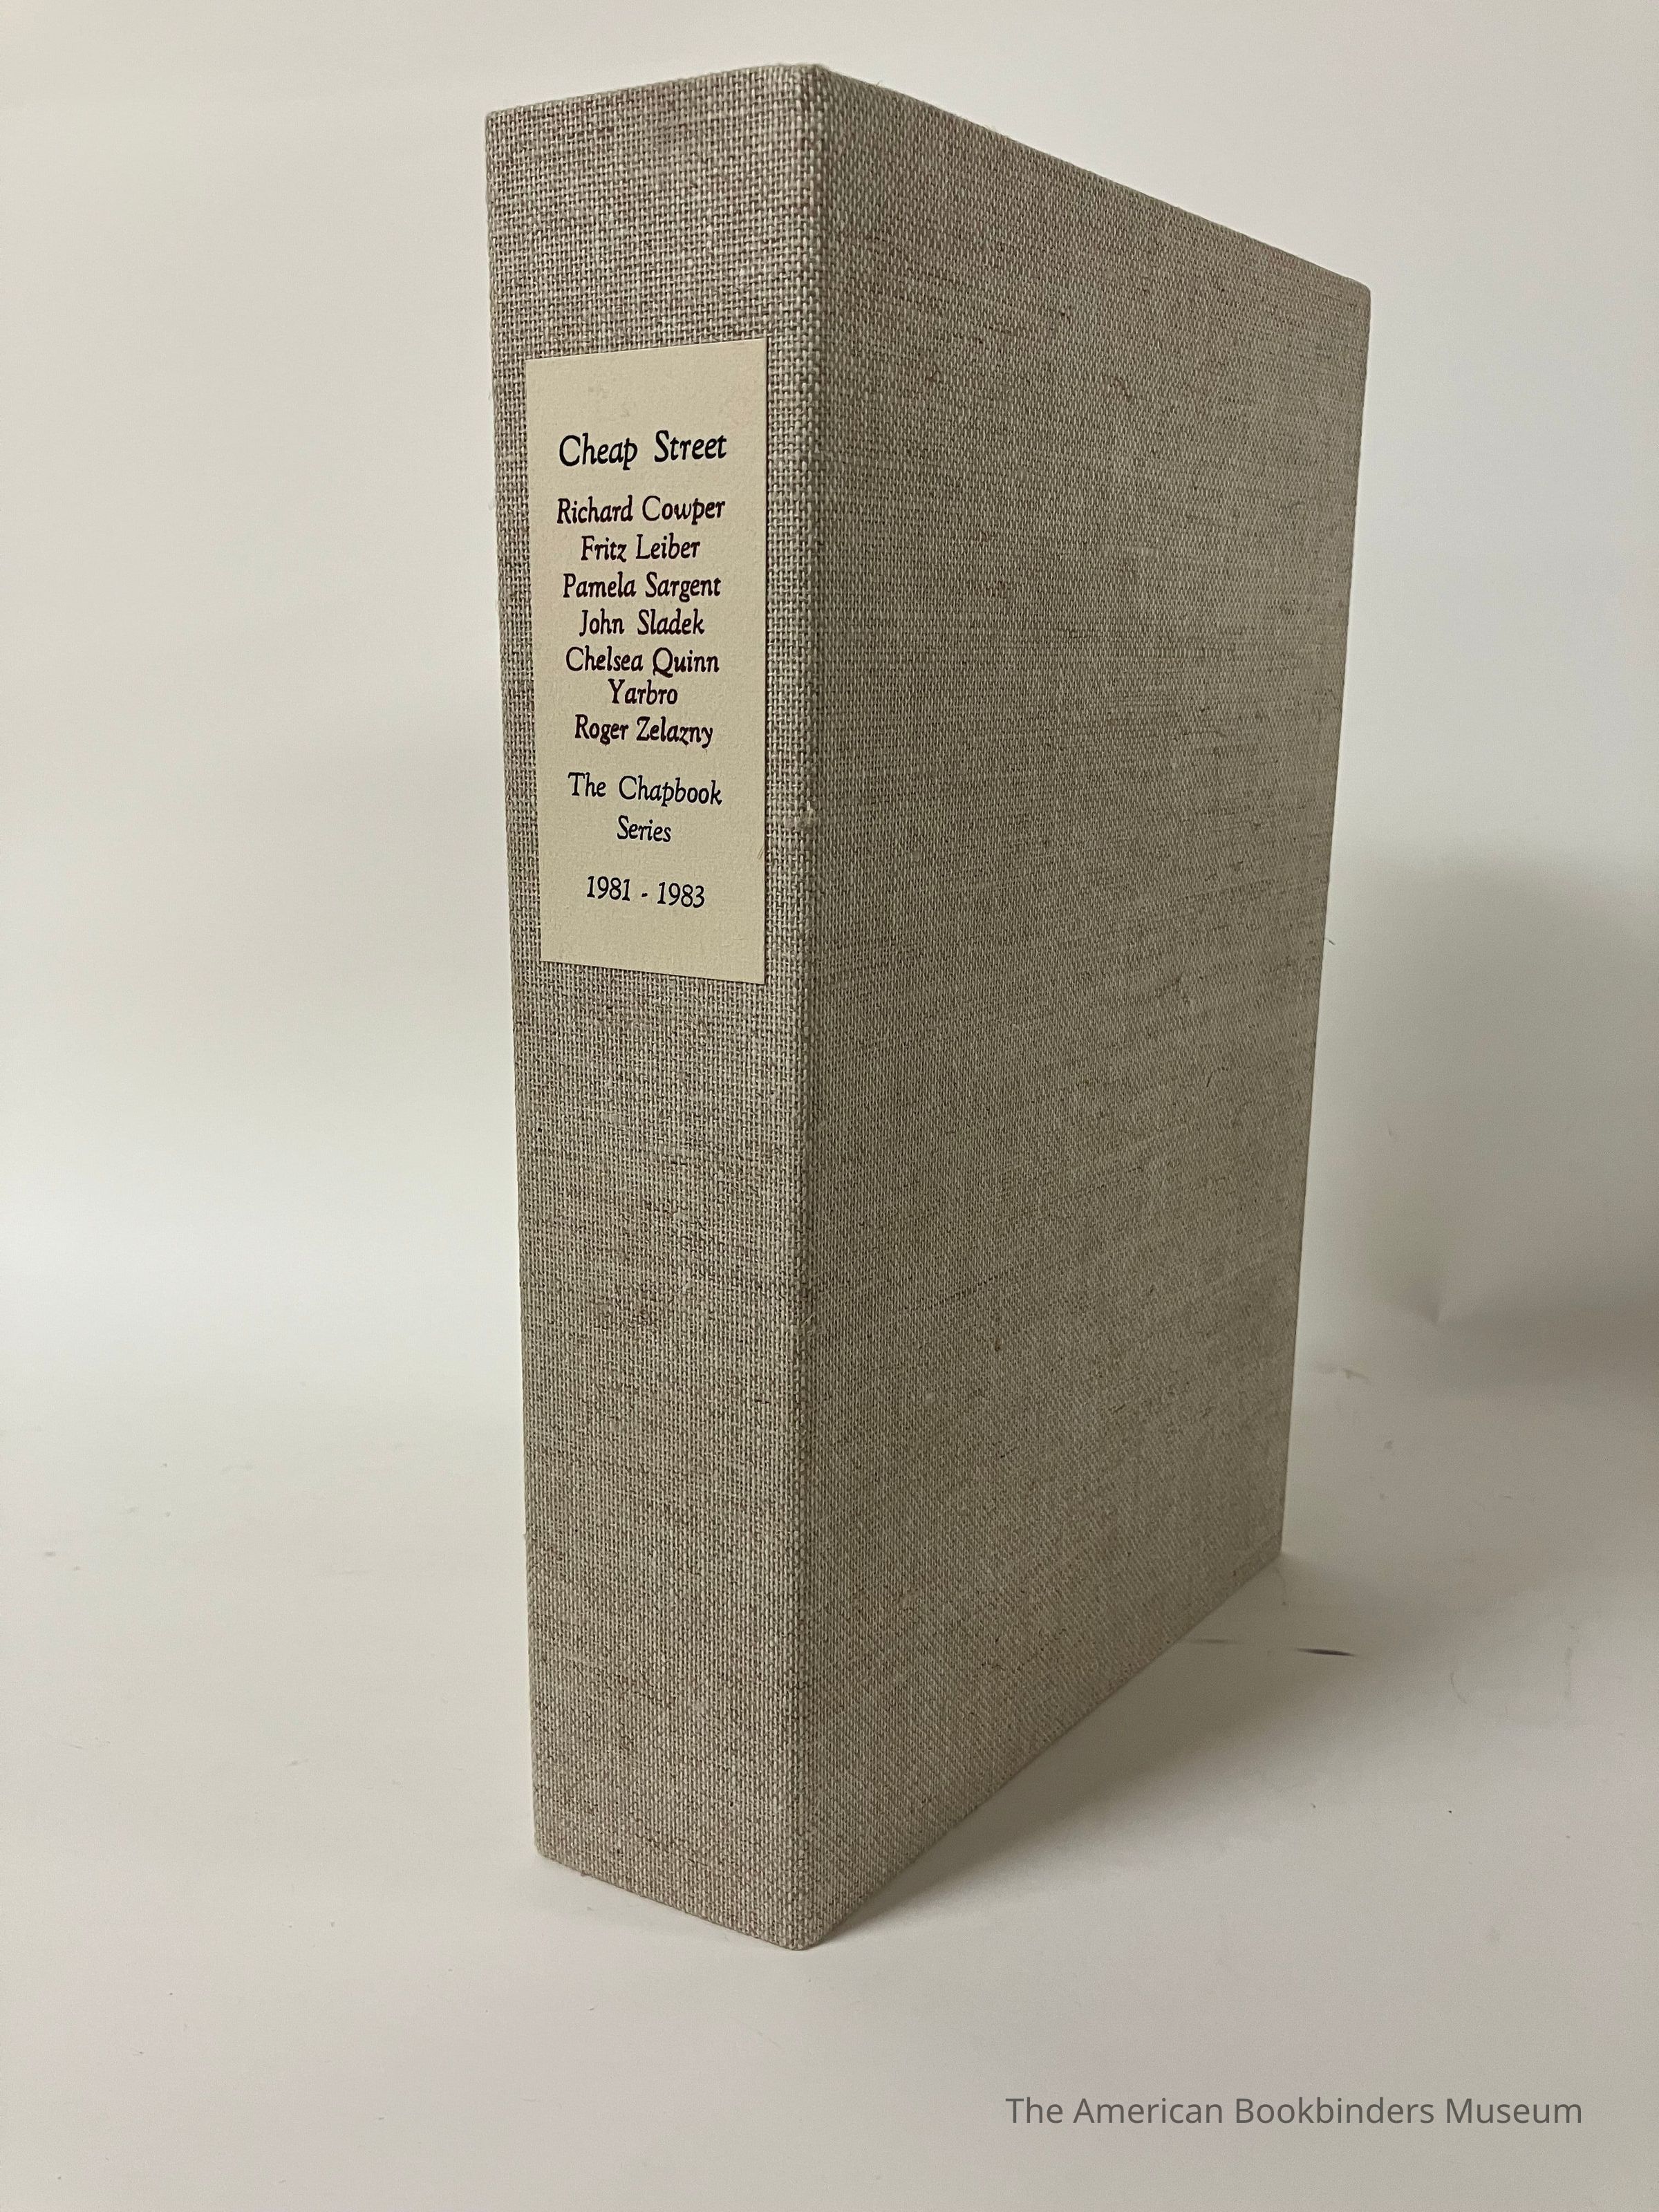 Cheap Street
Richard Cowper
Fritz Leiber
Pamela Sargent
John Sladek
Chelsea Quinn
Yarbro
Roger Zelazny
The Chapbook
Series
1981 - 1983
The American Bookbinders Museum